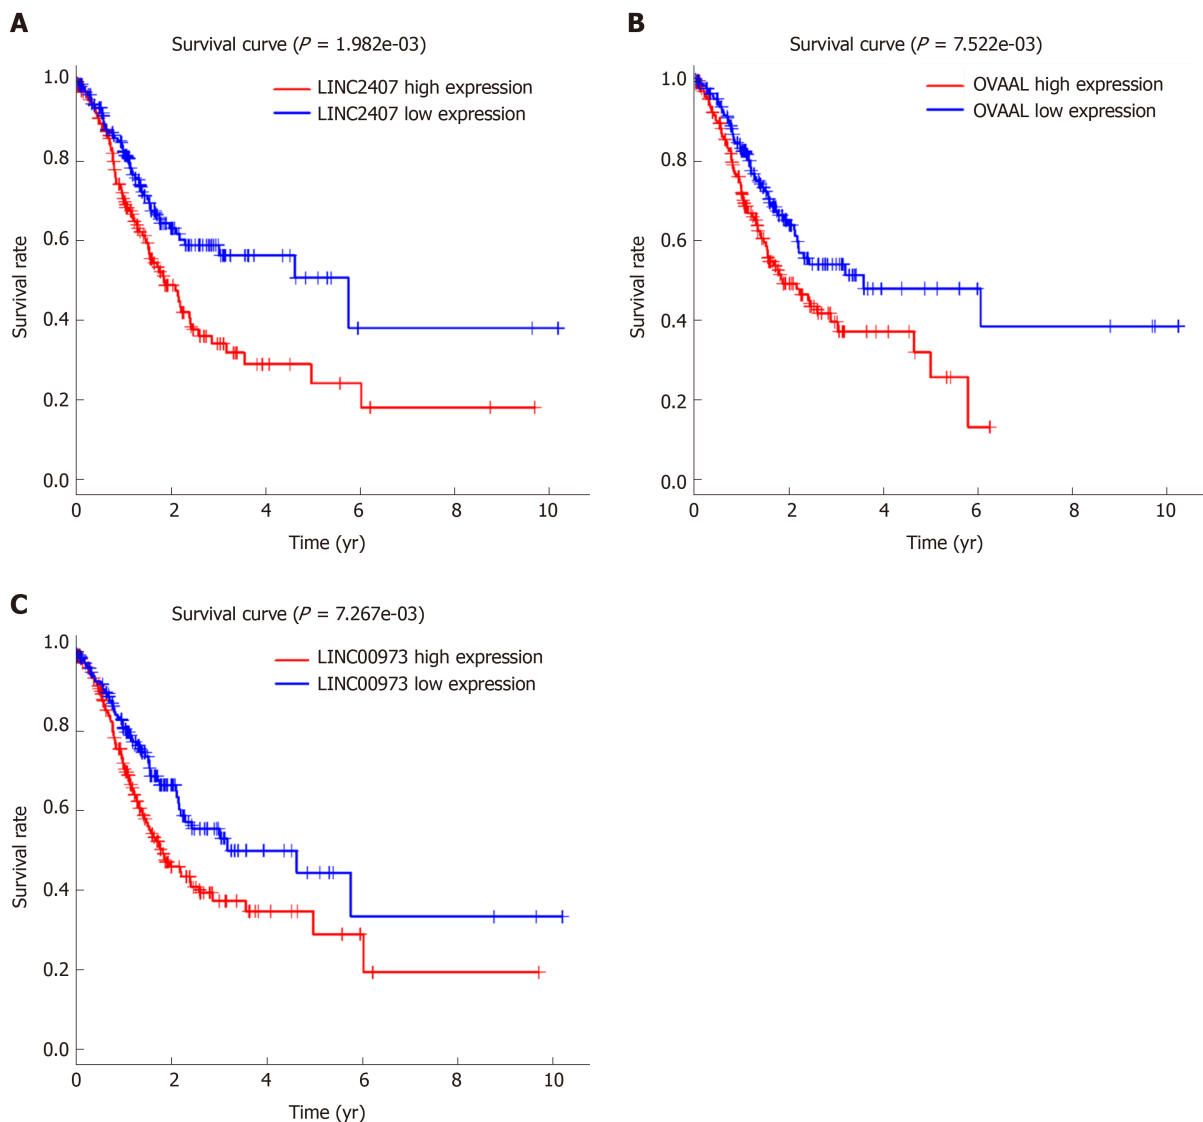 A
Survival curve (P = 1.982e-03)
LINC2407 high expression
LINC2407 low expression
Survival rate
1.0
0.8
0.6
0.4
0.2
0.0
0 2 4 6 8 10
Time (yr)
B
Survival curve (P = 7.522e-03)
OVAAL high expression
OVAAL low expression
Survival rate
1.0
0.8
0.6
0.4
0.2
0.0
0 2 4 6 8 10
Time (yr)
C
Survival curve (P = 7.267e-03)
LINC00973 high expression
LINC00973 low expression
Survival rate
1.0
0.8
0.6
0.4
0.2
0.0
0 2 4 6 8 10
Time (yr)